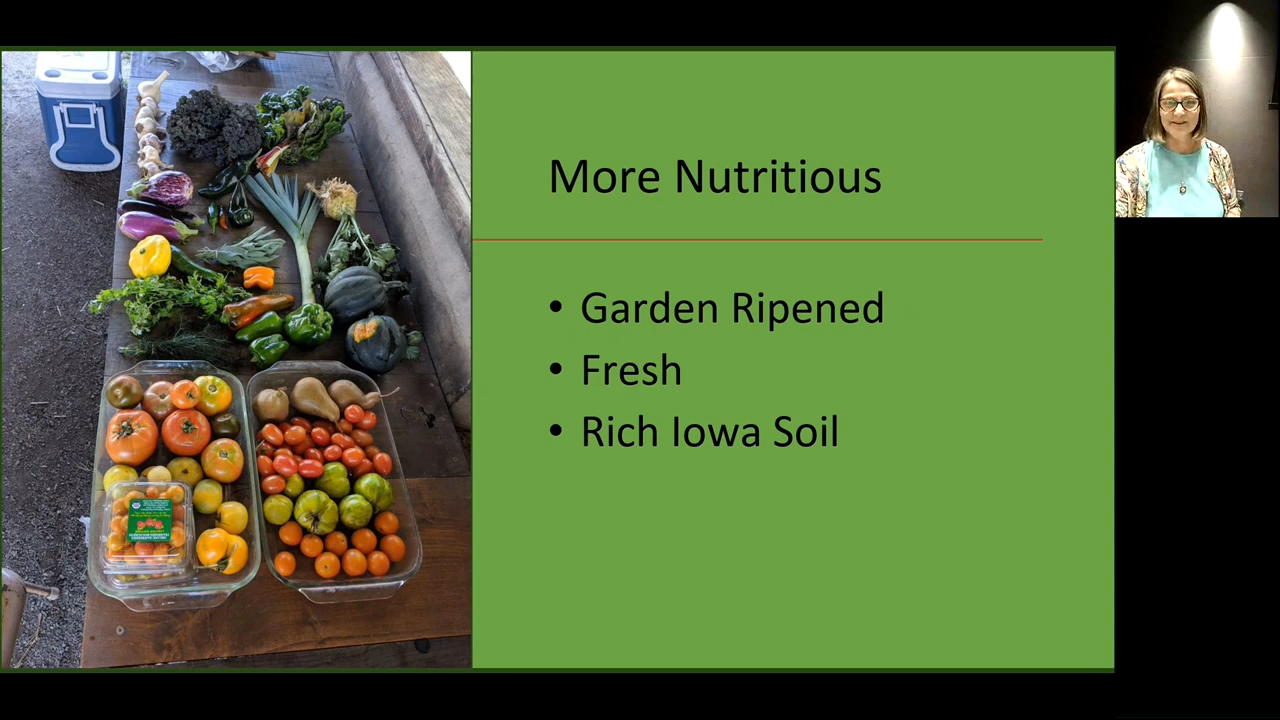 More Nutritious
• Garden Ripened
• Fresh
• Rich Iowa Soil